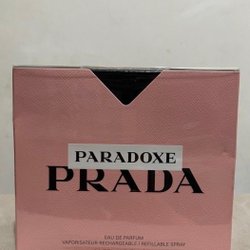 PARADOXE
PRADA
EAU DE PARFUM
VAPORISATEUR RECHARGEABLE / REFILLABLE SPRAY